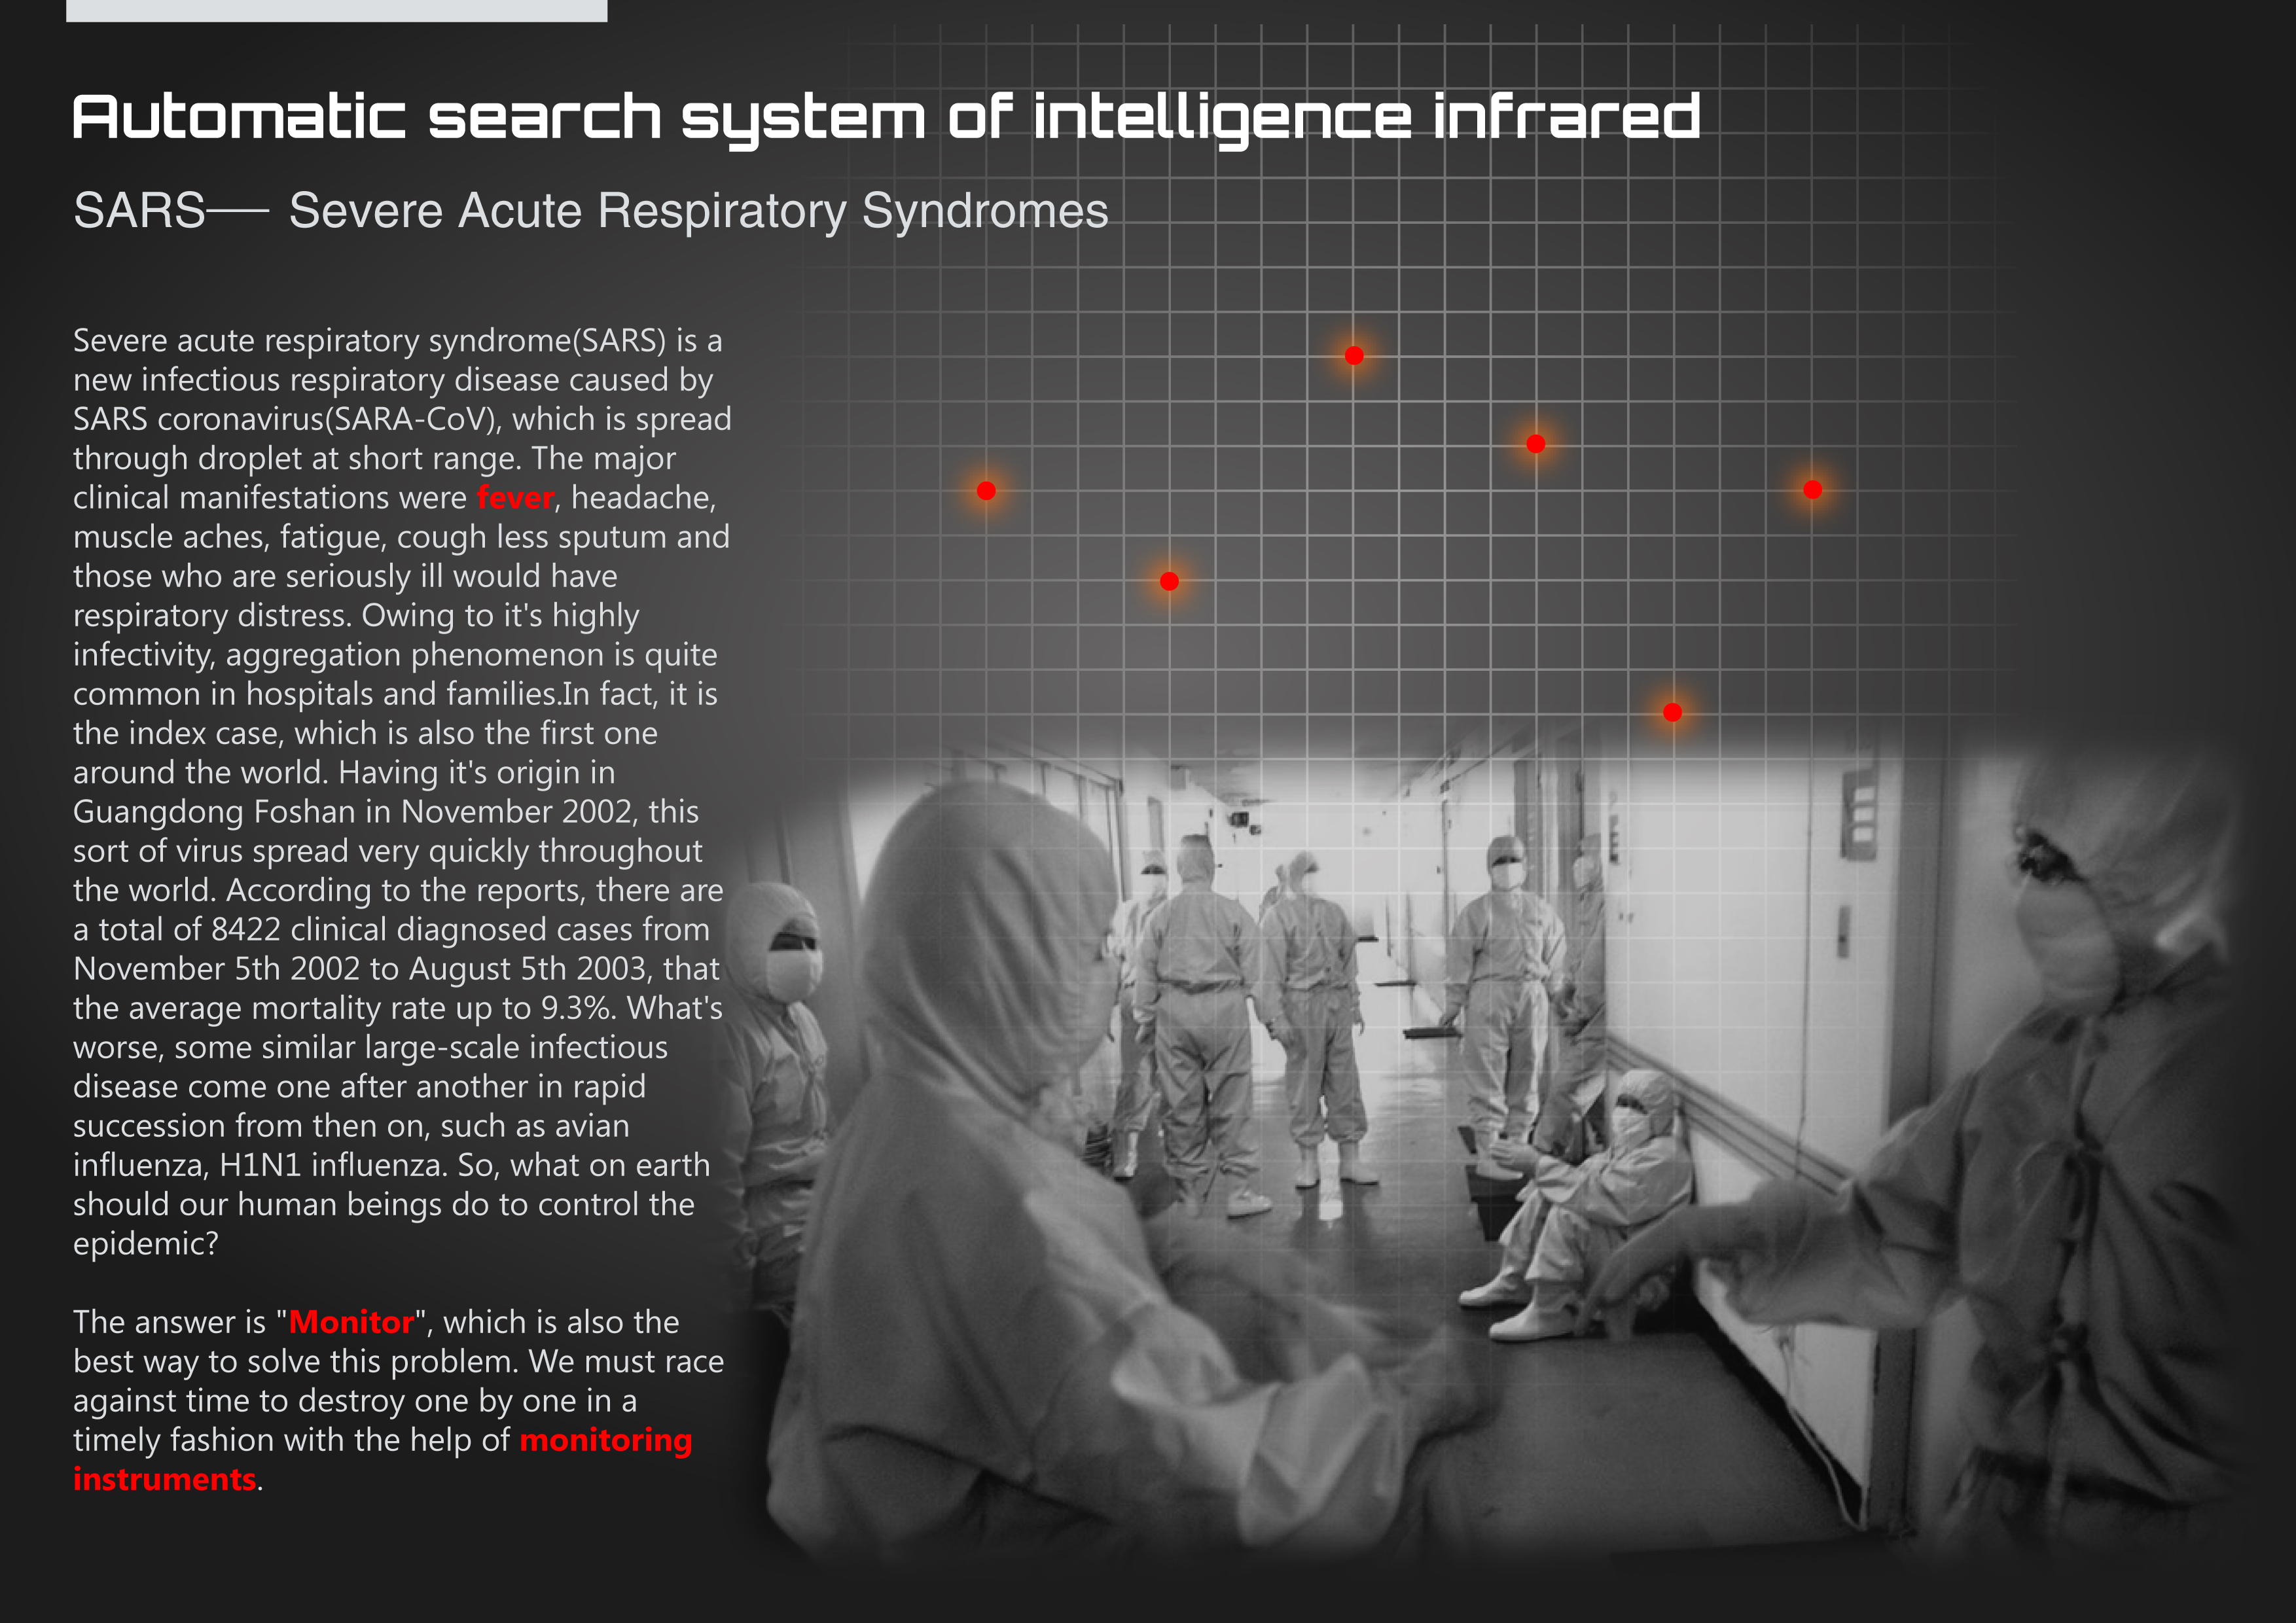 Automatic search system of intelligence infrared
SARS── Severe Acute Respiratory Syndromes
Severe acute respiratory syndrome(SARS) is a
new infectious respiratory disease caused by
SARS coronavirus(SARA-CoV), which is spread
through droplet at short range. The major
clinical manifestations were fever, headache,
muscle aches, fatigue, cough less sputum and
those who are seriously ill would have
respiratory distress. Owing to it's highly
infectivity, aggregation phenomenon is quite
common in hospitals and families.In fact, it is
the index case, which is also the first one
around the world. Having it's origin in
Guangdong Foshan in November 2002, this
sort of virus spread very quickly throughout
the world. According to the reports, there are
a total of 8422 clinical diagnosed cases from
November 5th 2002 to August 5th 2003, that
the average mortality rate up to 9.3%. What's
worse, some similar large-scale infectious
disease come one after another in rapid
succession from then on, such as avian
influenza, H1N1 influenza. So, what on earth
should our human beings do to control the
epidemic?
The answer is "Monitor", which is also the
best way to solve this problem. We must race
against time to destroy one by one in a
timely fashion with the help of monitoring
instruments.